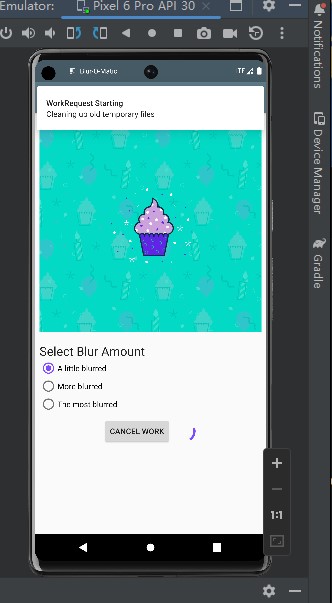 Emulator:
Pixel 6 Pro API 30
Blur-O-Matic
LTE
WorkRequest Starting
Cleaning up old temporary files
Select Blur Amount
A little blurred
More blurred
The most blurred
CANCEL WORK
1:1
Notifications
Device Manager
Gradle